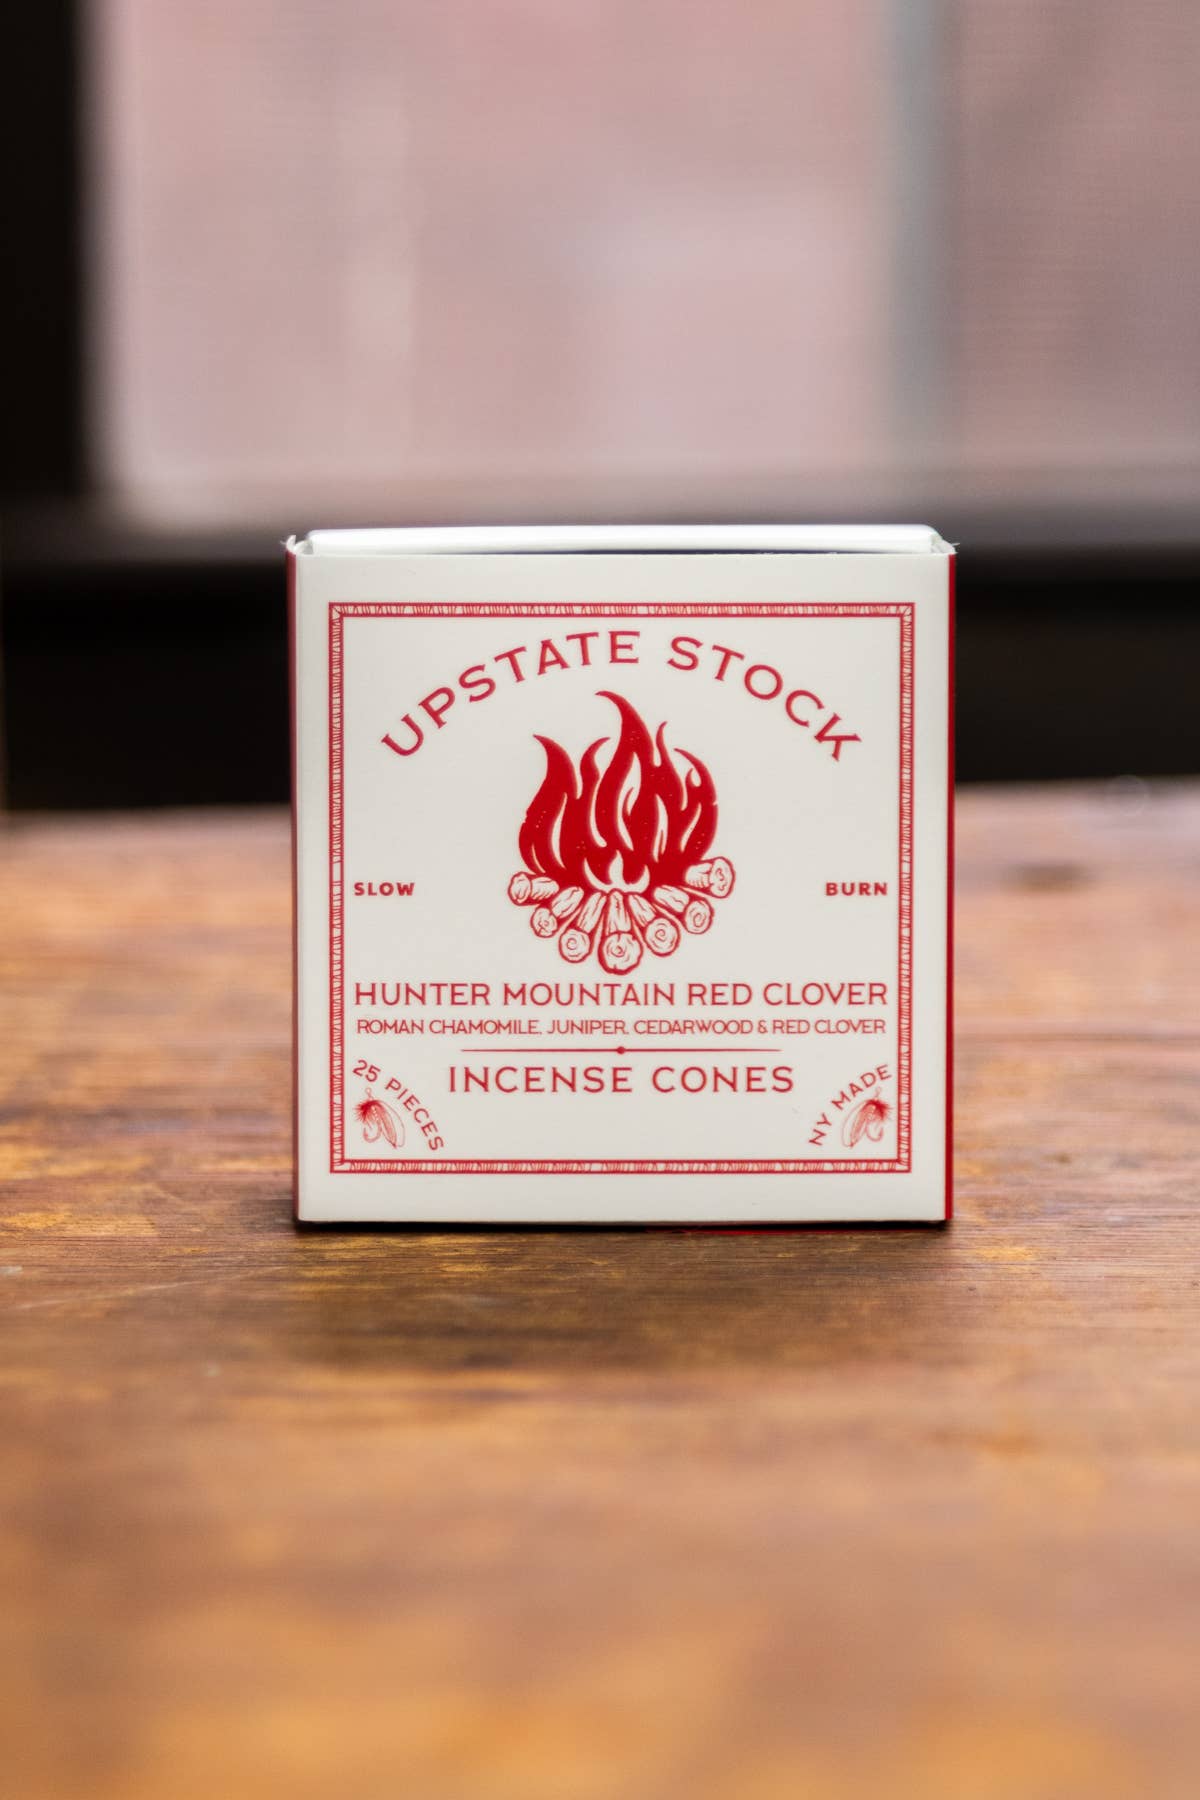 UPSTATE STOCK
SLOW
BURN
HUNTER MOUNTAIN RED CLOVER
ROMAN CHAMOMILE, JUNIPER, CEDARWOOD & RED CLOVER
INCENSE CONES
25 PIECES
NY MADE